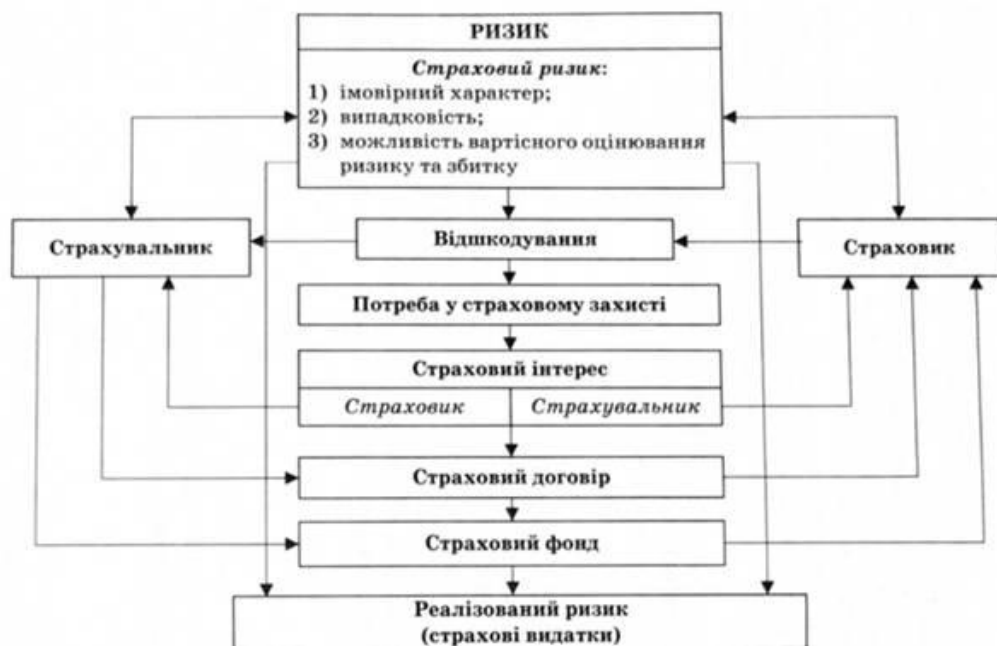 РИЗИК
Страховий ризик:
1) імовірний характер;
2) випадковість;
3) можливість вартісного оцінювання
ризику та збитку
Страхувальник
Відшкодування
Страховик
Потреба у страховому захисті
Страховий інтерес
Страховик
Страхувальник
Страховий договір
Страховий фонд
Реалізований ризик
(страхові видатки)